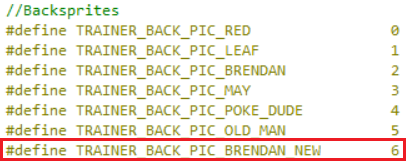 //Backsprites
#define TRAINER_BACK_PIC_RED 0
#define TRAINER_BACK_PIC_LEAF 1
#define TRAINER_BACK_PIC_BRENDAN 2
#define TRAINER_BACK_PIC_MAY 3
#define TRAINER_BACK_PIC_POKE_DUDE 4
#define TRAINER_BACK_PIC_OLD_MAN 5
#define TRAINER_BACK_PIC_BRENDAN_NEW 6